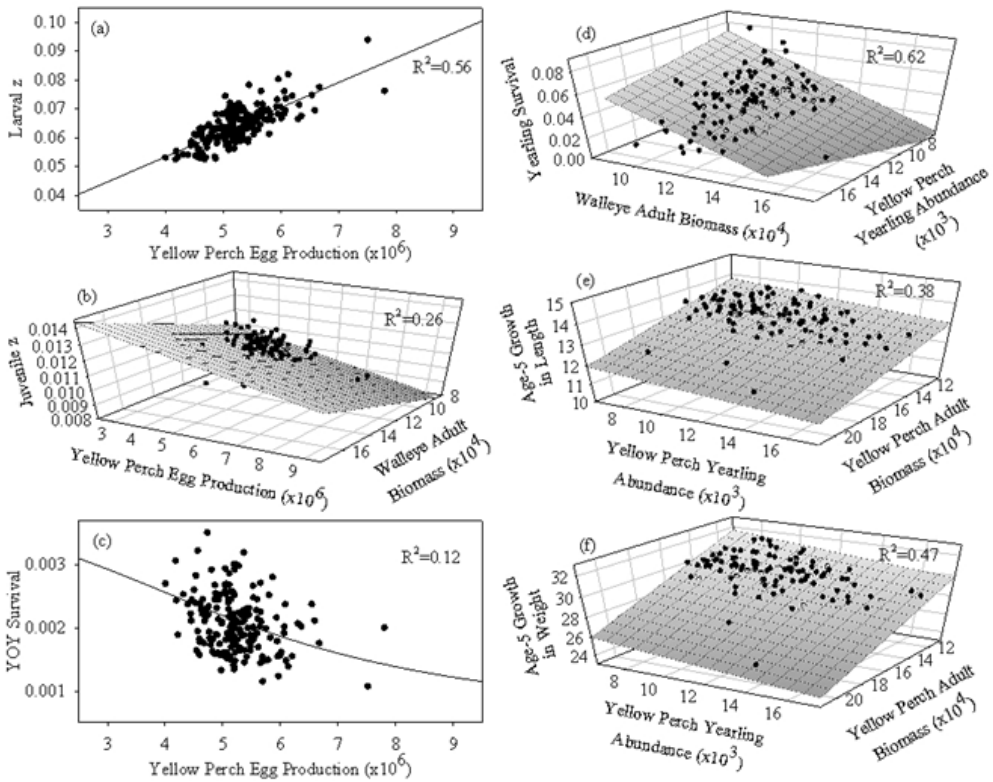 (a)
R²=0.56
Larval z
0.10
0.09
0.08
0.07
0.06
0.05
0.04
3 4 5 6 7 8 9
Yellow Perch Egg Production (x10⁶)
(b)
R²=0.26
Juvenile z
0.014
0.013
0.012
0.011
0.010
0.009
0.008
3 4 5 6 7 8 9
Yellow Perch Egg Production (x10⁶)
16 14 12 10 8
Walleye Adult
Biomass (x10⁴)
(c)
R²=0.12
YOY Survival
0.003
0.002
0.001
3 4 5 6 7 8 9
Yellow Perch Egg Production (x10⁶)
(d)
R²=0.62
Yearling Survival
0.08
0.06
0.04
0.02
0.00
10 12 14 16
Walleye Adult Biomass (x10⁴)
16 14 12 10 8
Yellow Perch
Yearling Abundance
(x10³)
(e)
R²=0.38
Age-5 Growth
in Length
15
14
13
12
11
10
8 10 12 14 16
Yellow Perch Yearling
Abundance (x10³)
20 18 16 14 12
Yellow Perch Adult
Biomass (x10⁴)
(f)
R²=0.47
Age-5 Growth
in Weight
32
30
28
26
24
8 10 12 14 16
Yellow Perch Yearling
Abundance (x10³)
20 18 16 14 12
Yellow Perch Adult
Biomass (x10⁴)